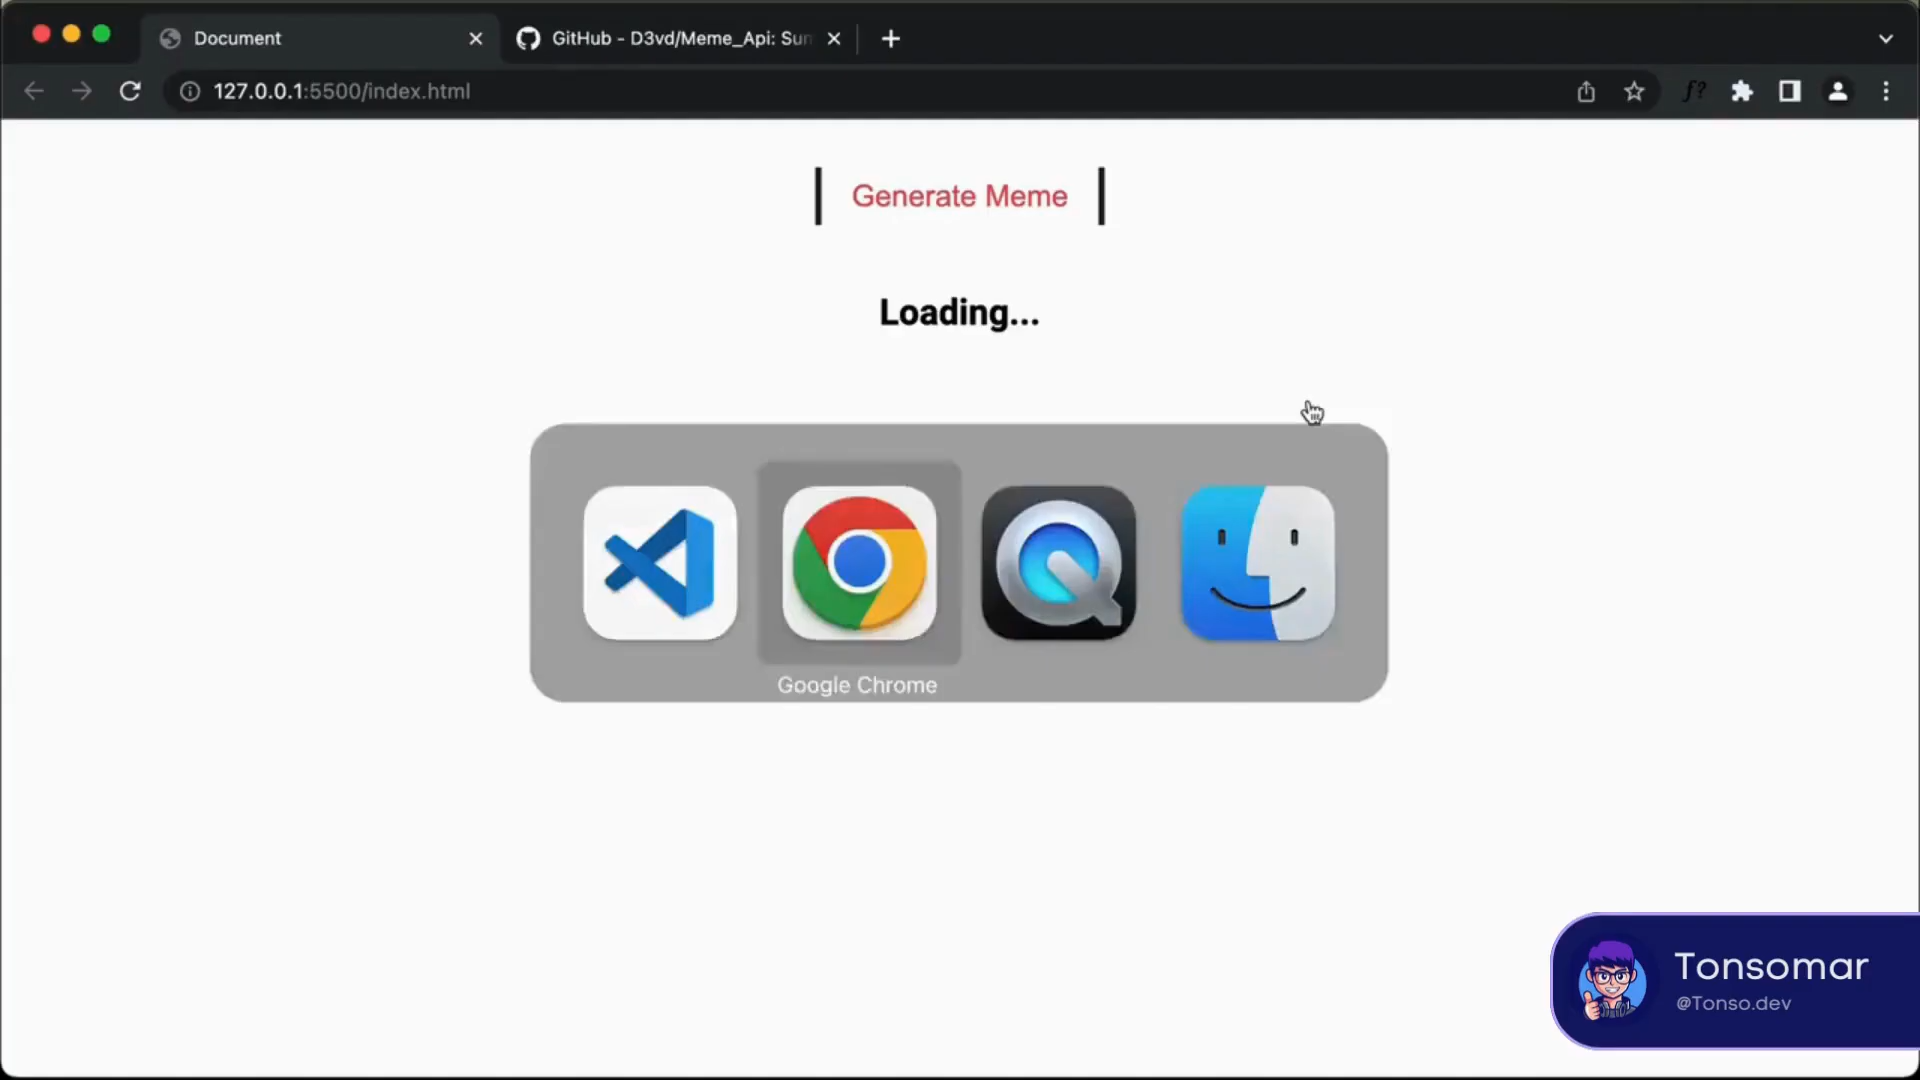 Document
GitHub - D3vd/Meme_Api: Sun
127.0.0.1:5500/index.html
f?
Generate Meme
Loading...
Google Chrome
Tonsomar
@Tonso.dev